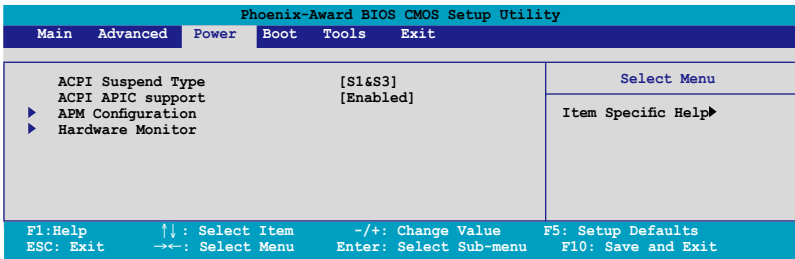 Phoenix-Award BIOS CMOS Setup Utility
Main Advanced Power Boot Tools Exit
ACPI Suspend Type [S1&S3]
ACPI APIC support [Enabled]
APM Configuration
Hardware Monitor
Select Menu
Item Specific Help
F1:Help ↑↓: Select Item -/+: Change Value F5: Setup Defaults
ESC: Exit →←: Select Menu Enter: Select Sub-menu F10: Save and Exit